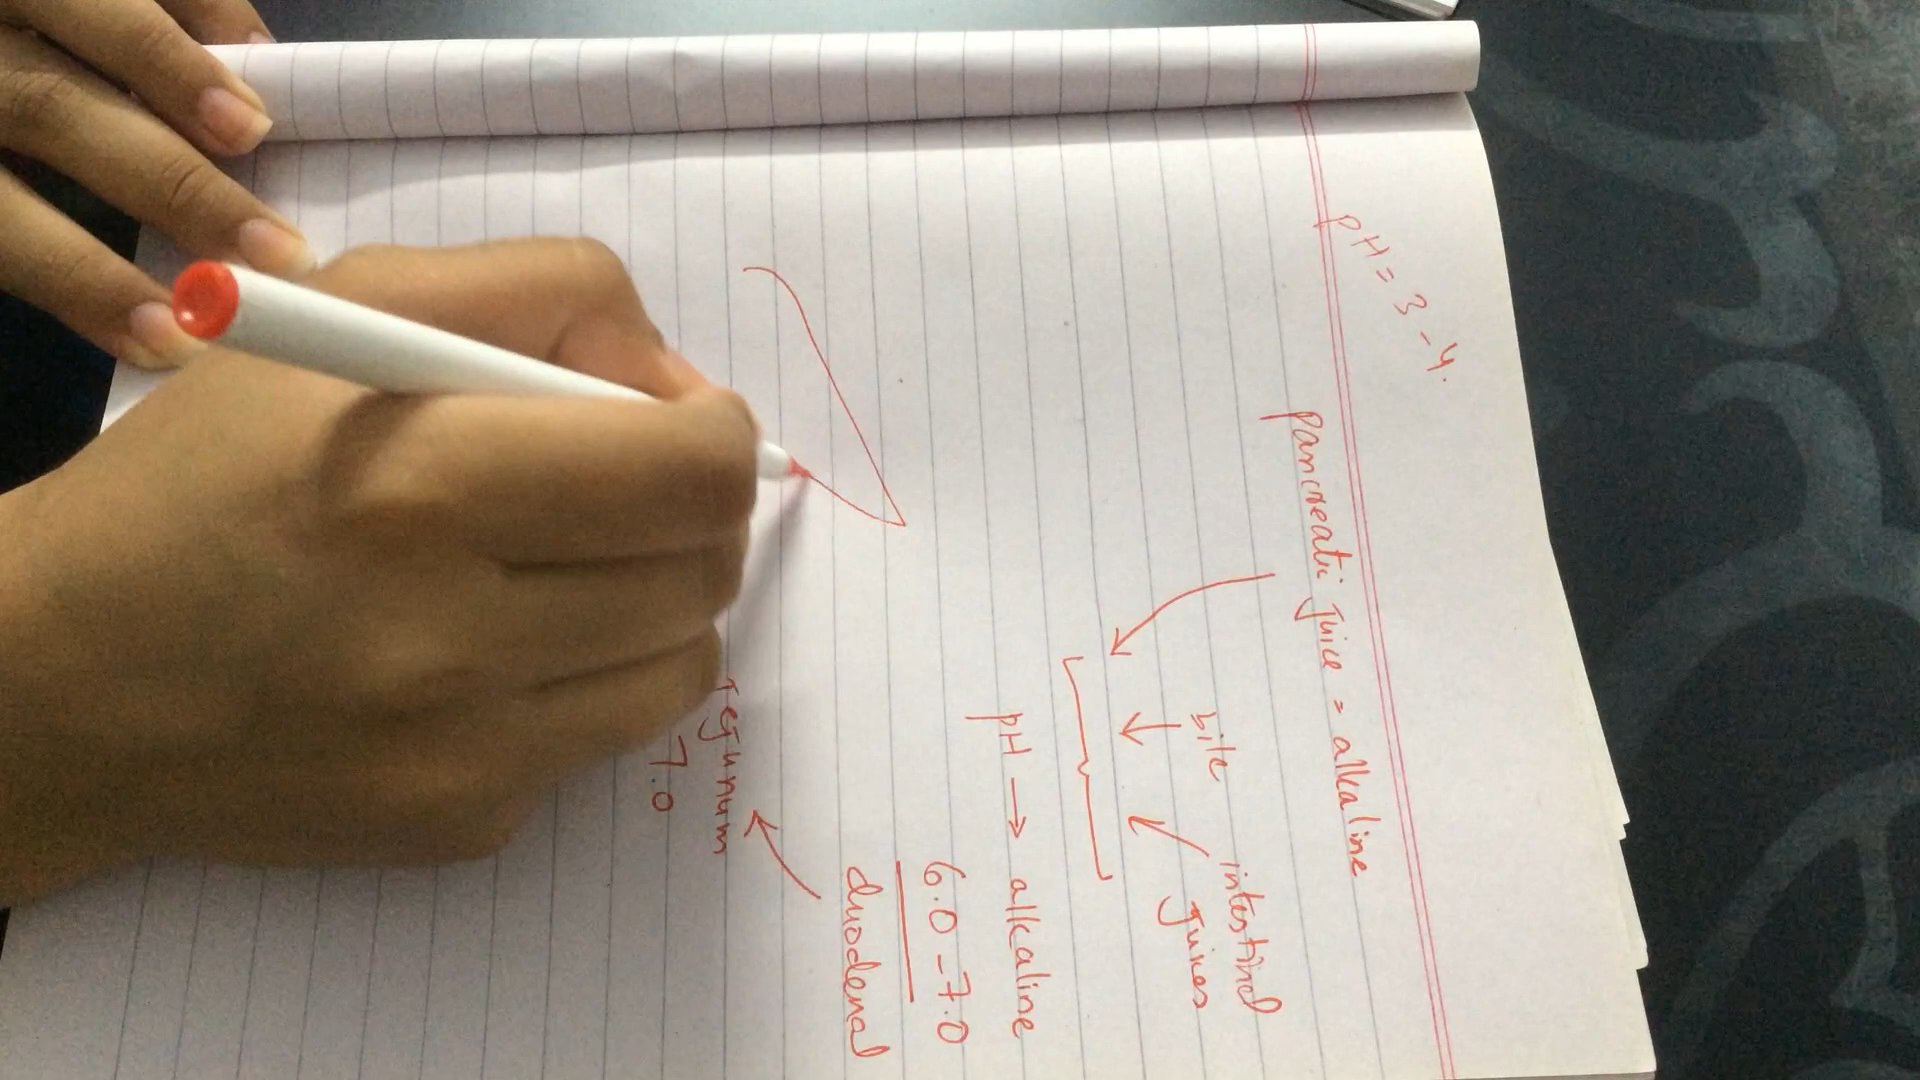 pH = 3 - 4.
pancreatic juice = alkaline
bile intestinal
juices
pH → alkaline
6.0 - 7.0
duodenal
Jejunum
7.0